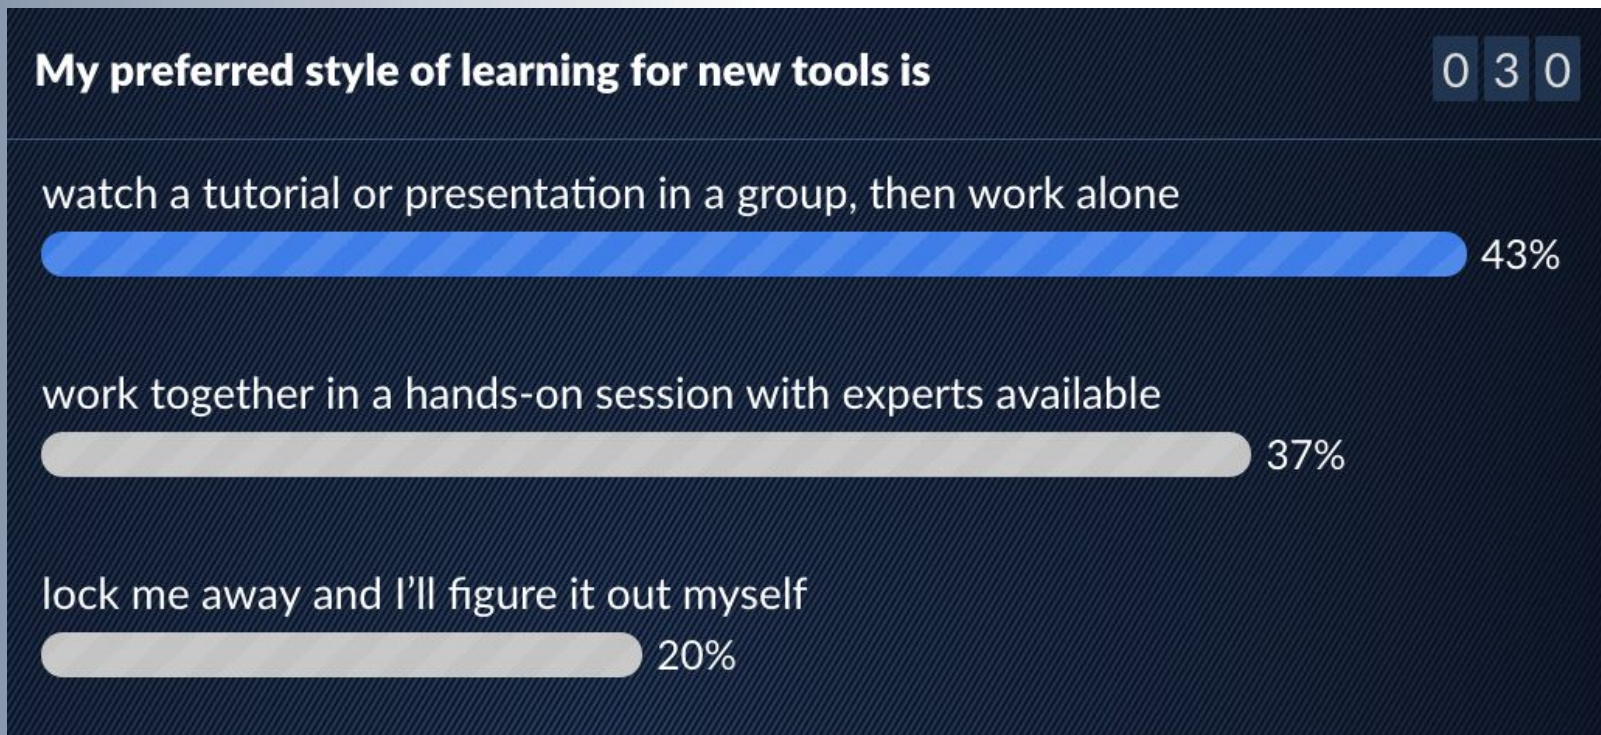 My preferred style of learning for new tools is
0 3 0
watch a tutorial or presentation in a group, then work alone
43%
work together in a hands-on session with experts available
37%
lock me away and I’ll figure it out myself
20%